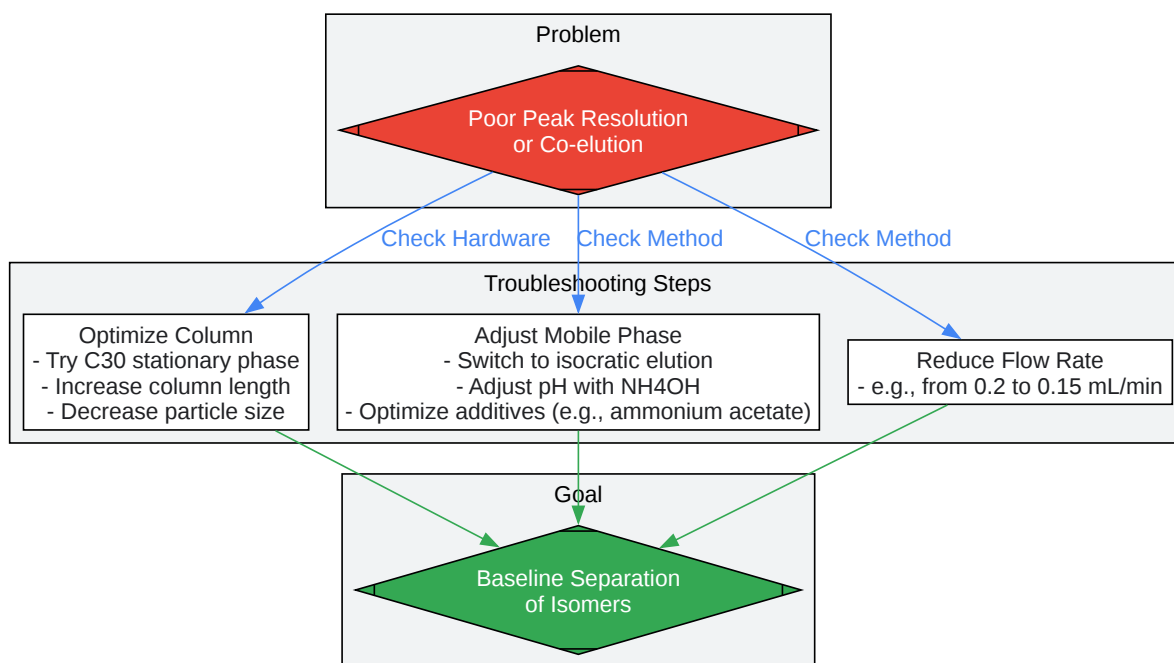 Problem
Poor Peak Resolution
or Co-elution
Check Hardware
Check Method
Check Method
Troubleshooting Steps
Optimize Column
- Try C30 stationary phase
- Increase column length
- Decrease particle size
Adjust Mobile Phase
- Switch to isocratic elution
- Adjust pH with NH4OH
- Optimize additives (e.g., ammonium acetate)
Reduce Flow Rate
- e.g., from 0.2 to 0.15 mL/min
Goal
Baseline Separation
of Isomers